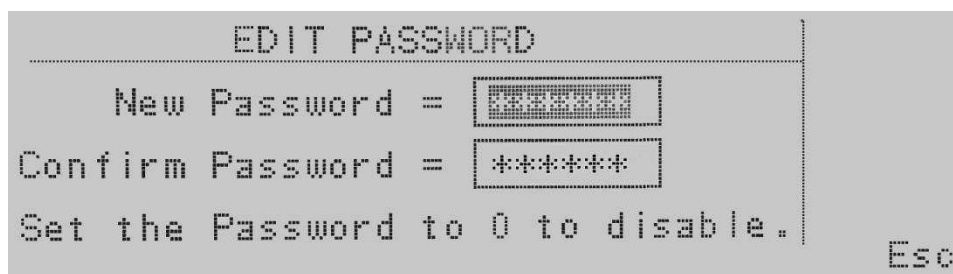 EDIT PASSWORD
New Password = ******
Confirm Password = ******
Set the Password to 0 to disable.
Esc